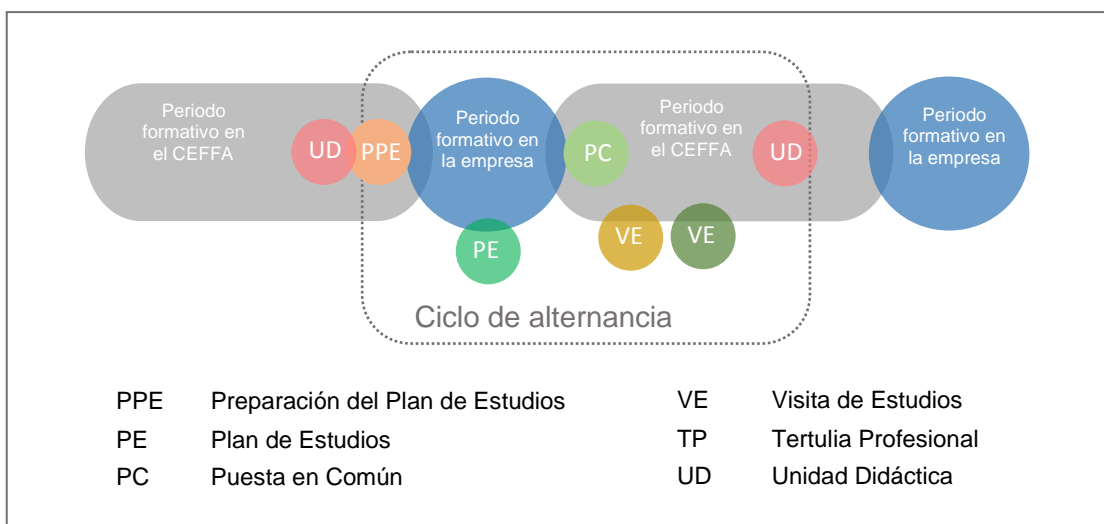 Periodo
formativo en
el CEFFA
UD
PPE
Periodo
formativo en
la empresa
PE
PC
Periodo
formativo en
el CEFFA
VE
VE
UD
Periodo
formativo en
la empresa
Ciclo de alternancia
PPE Preparación del Plan de Estudios
PE Plan de Estudios
PC Puesta en Común
VE Visita de Estudios
TP Tertulia Profesional
UD Unidad Didáctica